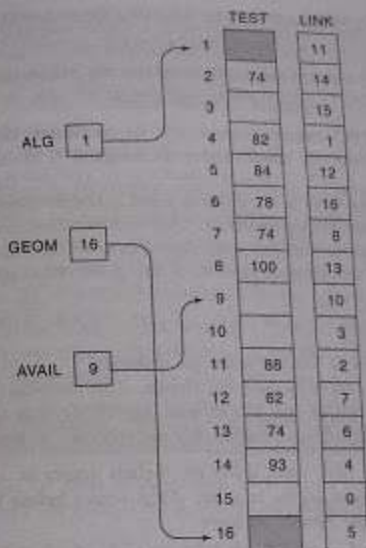 TEST LINK
1 11
2 74 14
3 15
ALG 1
4 82 1
5 84 12
6 78 16
7 74 8
GEOM 16
8 100 13
9 10
10 3
AVAIL 9
11 88 2
12 62 7
13 74 6
14 93 4
15 0
16 5